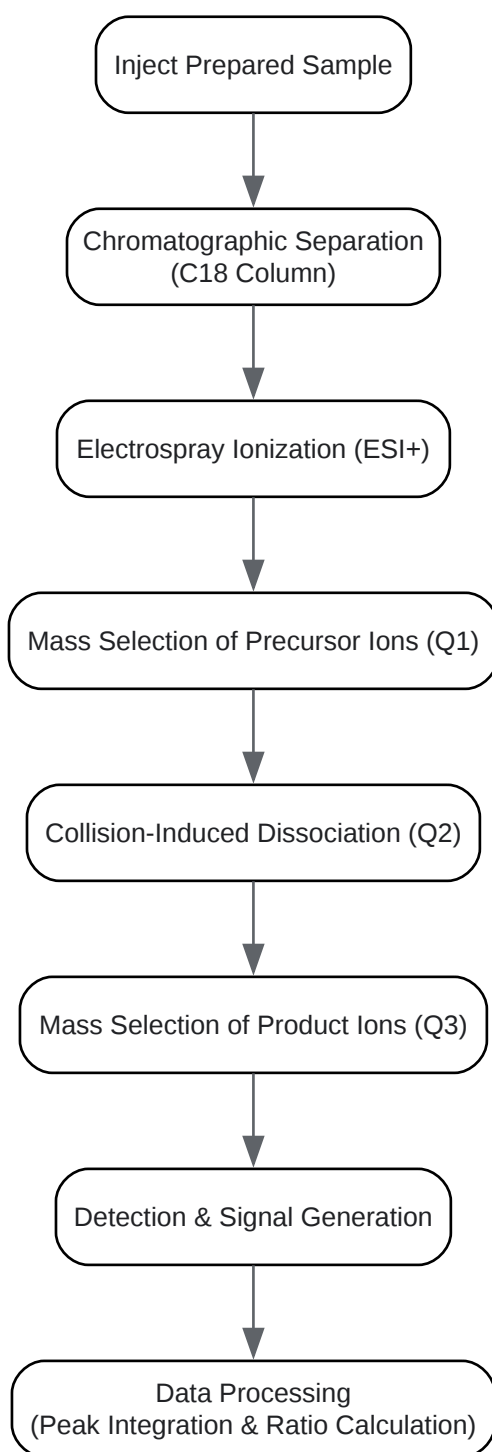 Inject Prepared Sample
Chromatographic Separation
(C18 Column)
Electrospray Ionization (ESI+)
Mass Selection of Precursor Ions (Q1)
Collision-Induced Dissociation (Q2)
Mass Selection of Product Ions (Q3)
Detection & Signal Generation
Data Processing
(Peak Integration & Ratio Calculation)